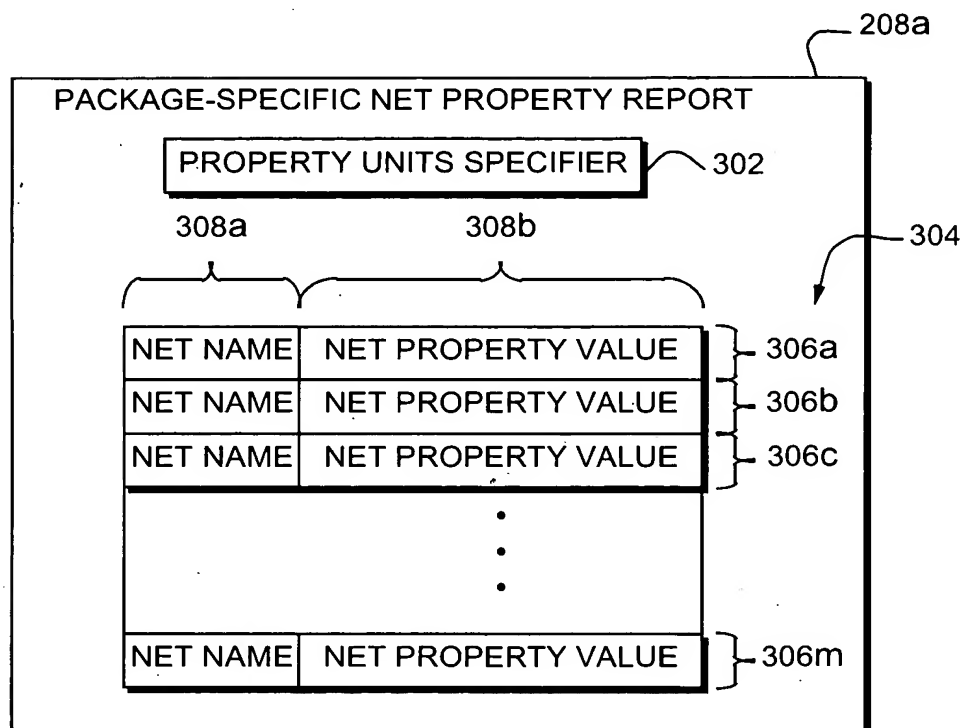 208a
PACKAGE-SPECIFIC NET PROPERTY REPORT
PROPERTY UNITS SPECIFIER 302
308a 308b
304
NET NAME NET PROPERTY VALUE 306a
NET NAME NET PROPERTY VALUE 306b
NET NAME NET PROPERTY VALUE 306c
NET NAME NET PROPERTY VALUE 306m